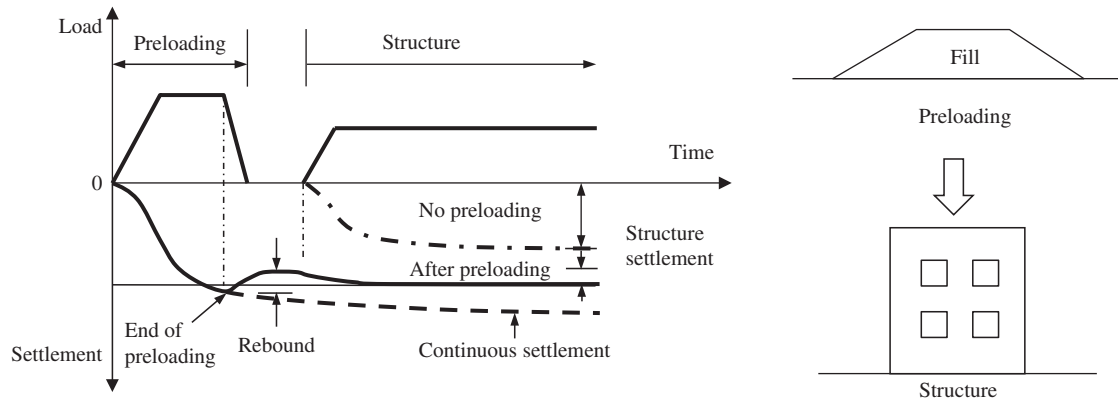 Load
Preloading
Structure
Time
0
No preloading
Structure
settlement
After preloading
End of
preloading
Rebound
Continuous settlement
Settlement
Fill
Preloading
Structure